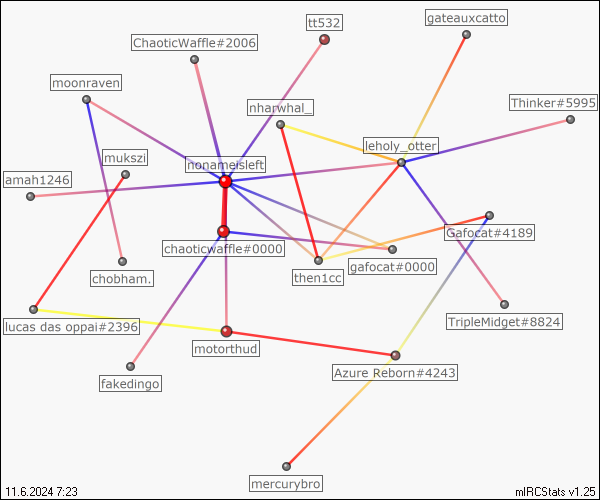 gateauxcatto
tt532
ChaoticWaffle#2006
moonraven
nharwhal_
Thinker#5995
leholy_otter
mukszi
nonameisleft
amah1246
Gafocat#4189
chaoticwaffle#0000
gafocat#0000
chobham.
then1cc
lucas das oppai#2396
TripleMidget#8824
motorthud
Azure Reborn#4243
fakedingo
mercurybro
11.6.2024 7:23
mIRCStats v1.25